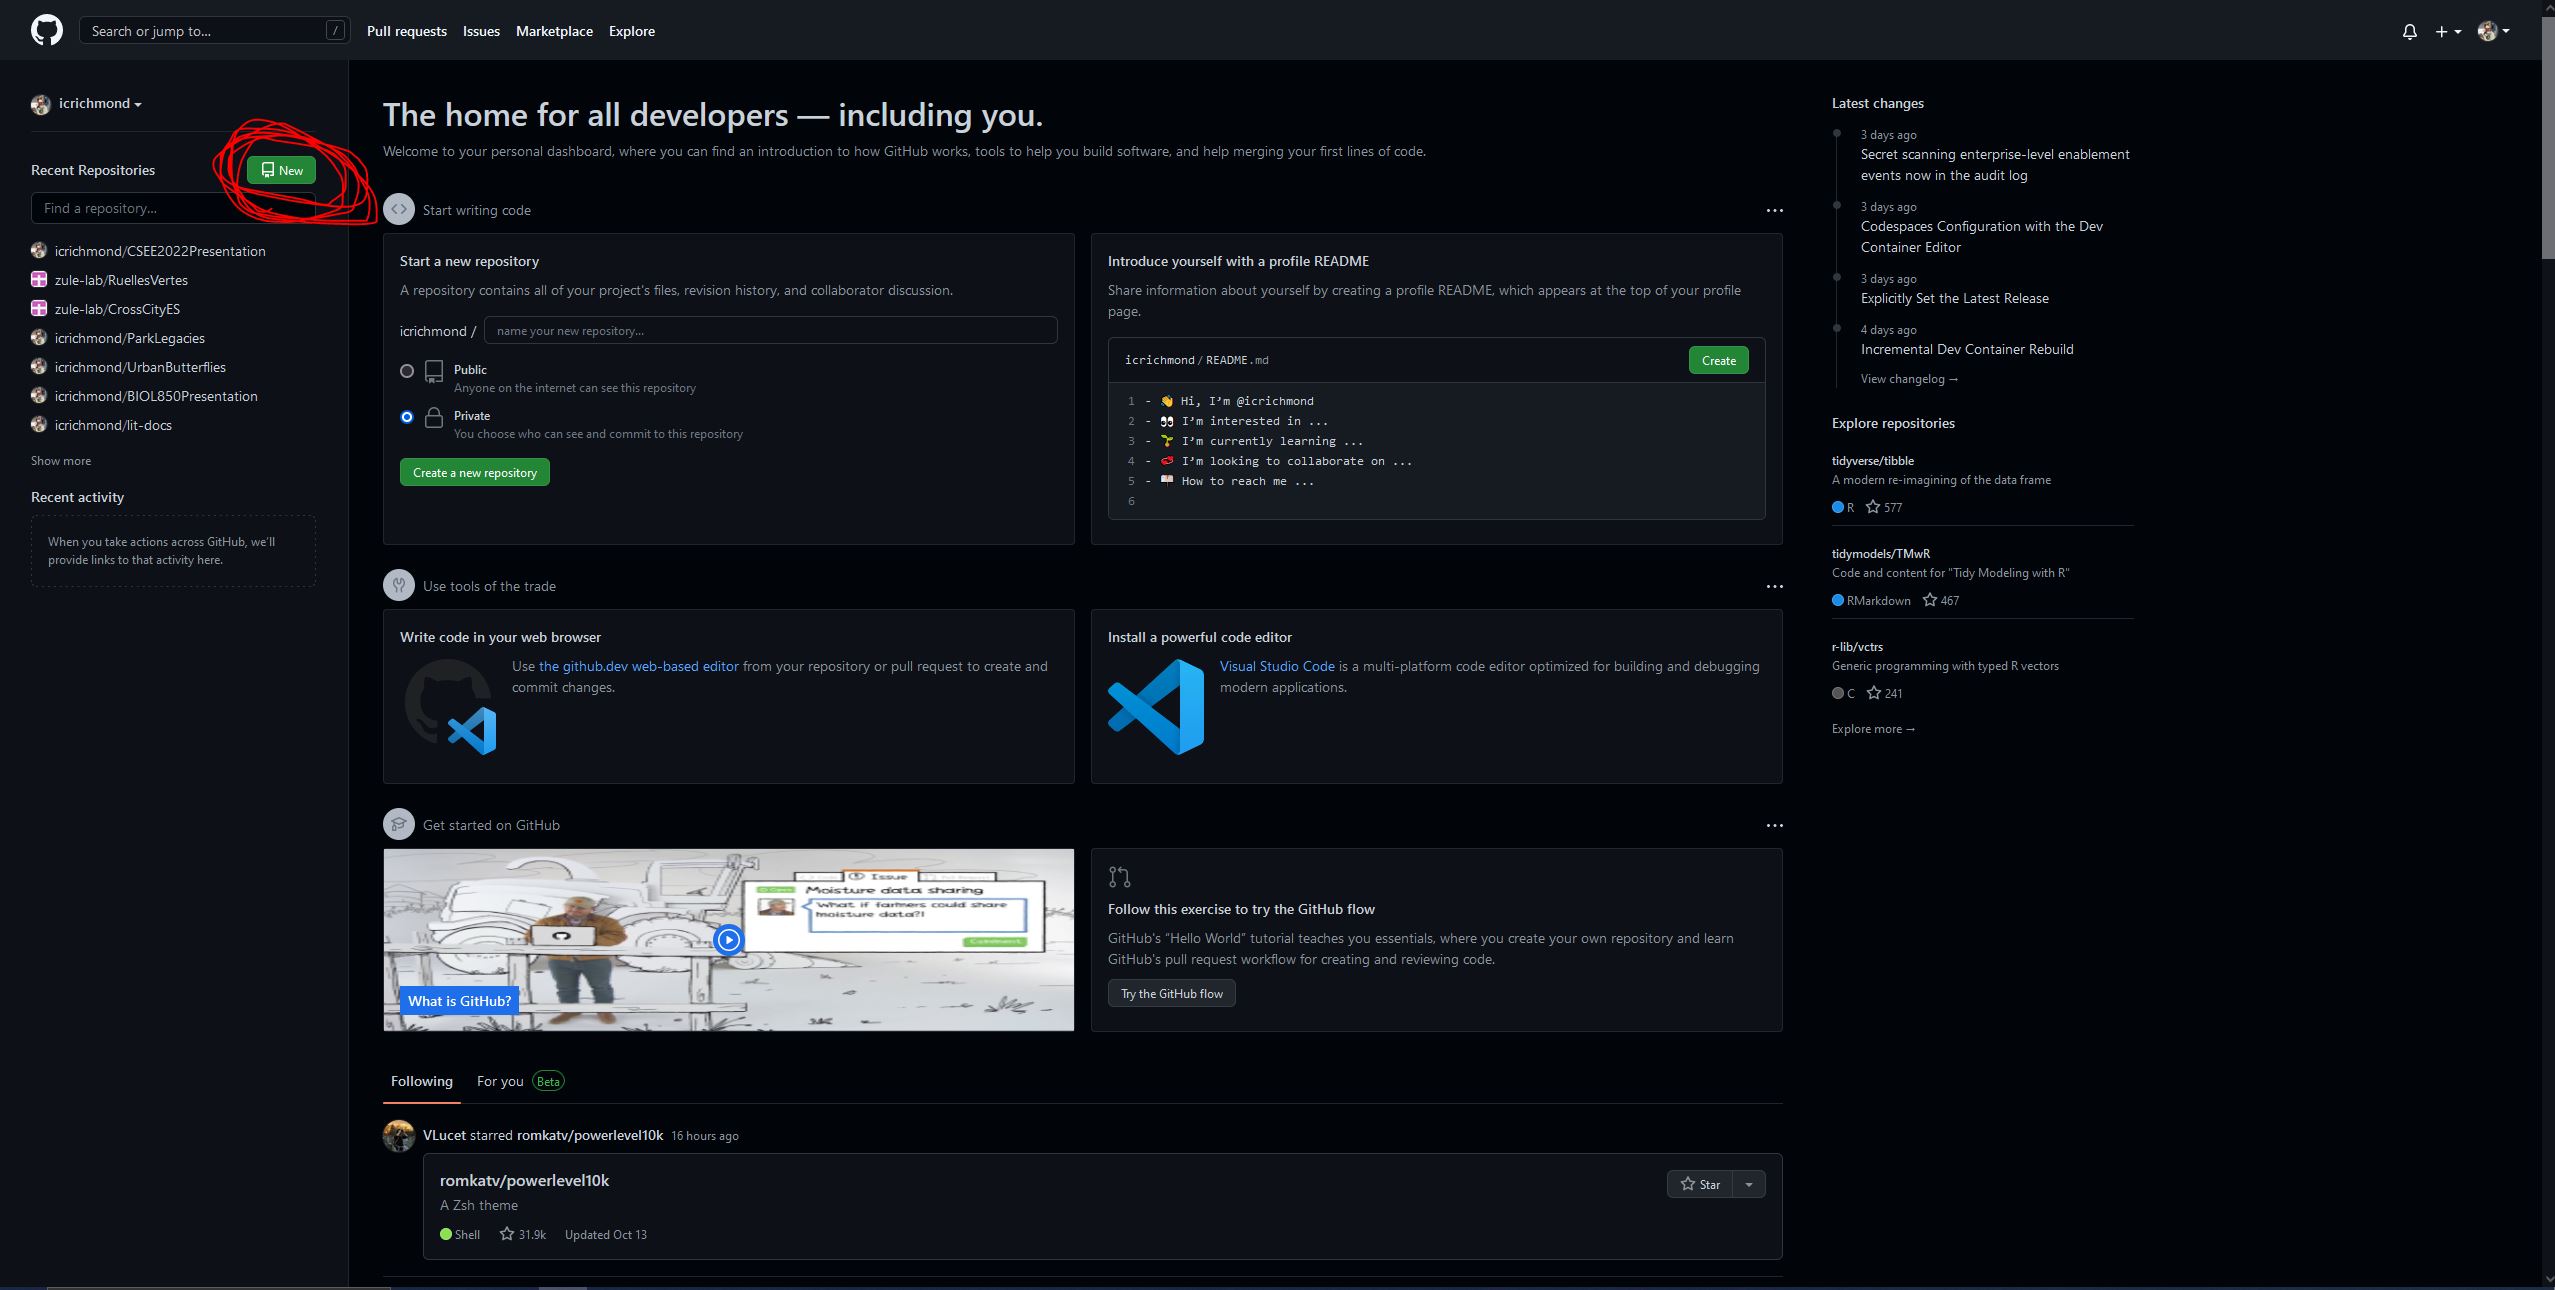 Search or jump to... /
Pull requests Issues Marketplace Explore
icrichmond
Recent Repositories
New
Find a repository...
icrichmond/CSEE2022Presentation
zule-lab/RuellesVertes
zule-lab/CrossCityES
icrichmond/ParkLegacies
icrichmond/UrbanButterflies
icrichmond/BIOL850Presentation
icrichmond/lit-docs
Show more
Recent activity
When you take actions across GitHub, we'll
provide links to that activity here.
The home for all developers — including you.
Welcome to your personal dashboard, where you can find an introduction to how GitHub works, tools to help you build software, and help merging your first lines of code.
Start writing code
Start a new repository
A repository contains all of your project's files, revision history, and collaborator discussion.
icrichmond / name your new repository...
Public
Anyone on the internet can see this repository
Private
You choose who can see and commit to this repository
Create a new repository
Introduce yourself with a profile README
Share information about yourself by creating a profile README, which appears at the top of your profile
page.
icrichmond / README.md
Create
1 - 👋 Hi, I'm @icrichmond
2 - 👀 I'm interested in ...
3 - 🌱 I'm currently learning ...
4 - 💞️ I'm looking to collaborate on ...
5 - 📫 How to reach me ...
6
Use tools of the trade
Write code in your web browser
Use the github.dev web-based editor from your repository or pull request to create and
commit changes.
Install a powerful code editor
Visual Studio Code is a multi-platform code editor optimized for building and debugging
modern applications.
Get started on GitHub
Issue
Open
Moisture data sharing
What if farmers could share
moisture data?!
Comment
What is GitHub?
Follow this exercise to try the GitHub flow
GitHub's “Hello World” tutorial teaches you essentials, where you create your own repository and learn
GitHub's pull request workflow for creating and reviewing code.
Try the GitHub flow
Following For you Beta
VLucet starred romkatv/powerlevel10k 16 hours ago
romkatv/powerlevel10k
A Zsh theme
Shell 31.9k Updated Oct 13
Star
Latest changes
3 days ago
Secret scanning enterprise-level enablement
events now in the audit log
3 days ago
Codespaces Configuration with the Dev
Container Editor
3 days ago
Explicitly Set the Latest Release
4 days ago
Incremental Dev Container Rebuild
View changelog →
Explore repositories
tidyverse/tibble
A modern re-imagining of the data frame
R 577
tidymodels/TMwR
Code and content for "Tidy Modeling with R"
RMarkdown 467
r-lib/vctrs
Generic programming with typed R vectors
C 241
Explore more →